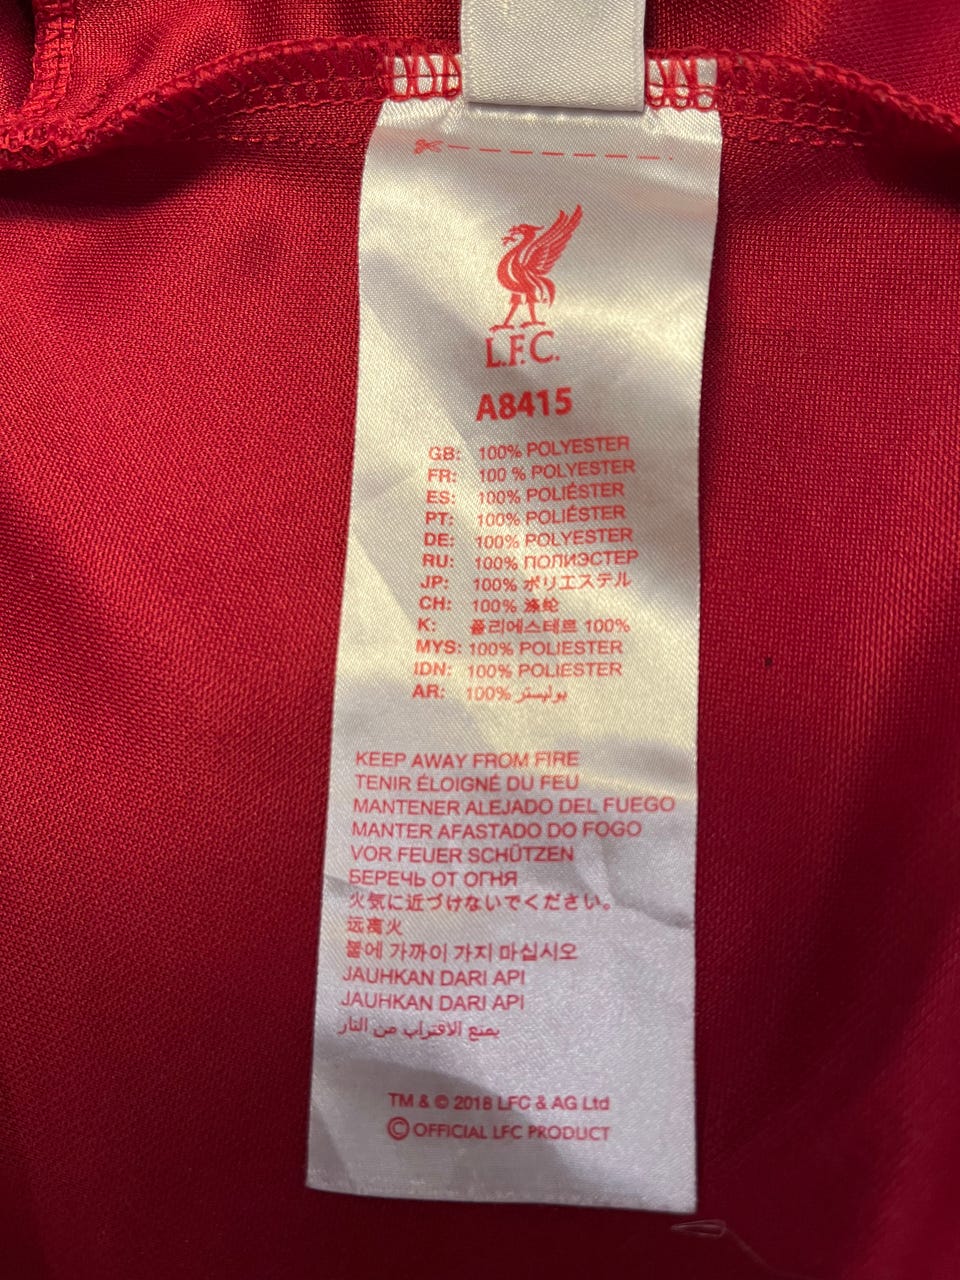 L.F.C.
A8415
GB: 100% POLYESTER
FR: 100 % POLYESTER
ES: 100% POLIÉSTER
PT: 100% POLIÉSTER
DE: 100% POLYESTER
RU: 100% ПОЛИЭСТЕР
JP: 100% ポリエステル
CH: 100% 涤纶
K: 폴리에스테르 100%
MYS: 100% POLIESTER
IDN: 100% POLIESTER
AR: 100% بوليستر
KEEP AWAY FROM FIRE
TENIR ÉLOIGNÉ DU FEU
MANTENER ALEJADO DEL FUEGO
MANTER AFASTADO DO FOGO
VOR FEUER SCHÜTZEN
БЕРЕЧЬ ОТ ОГНЯ
火気に近づけないでください。
远离火
불에 가까이 가지 마십시오
JAUHKAN DARI API
JAUHKAN DARI API
يمنع الاقتراب من النار
TM & © 2018 LFC & AG Ltd
© OFFICIAL LFC PRODUCT